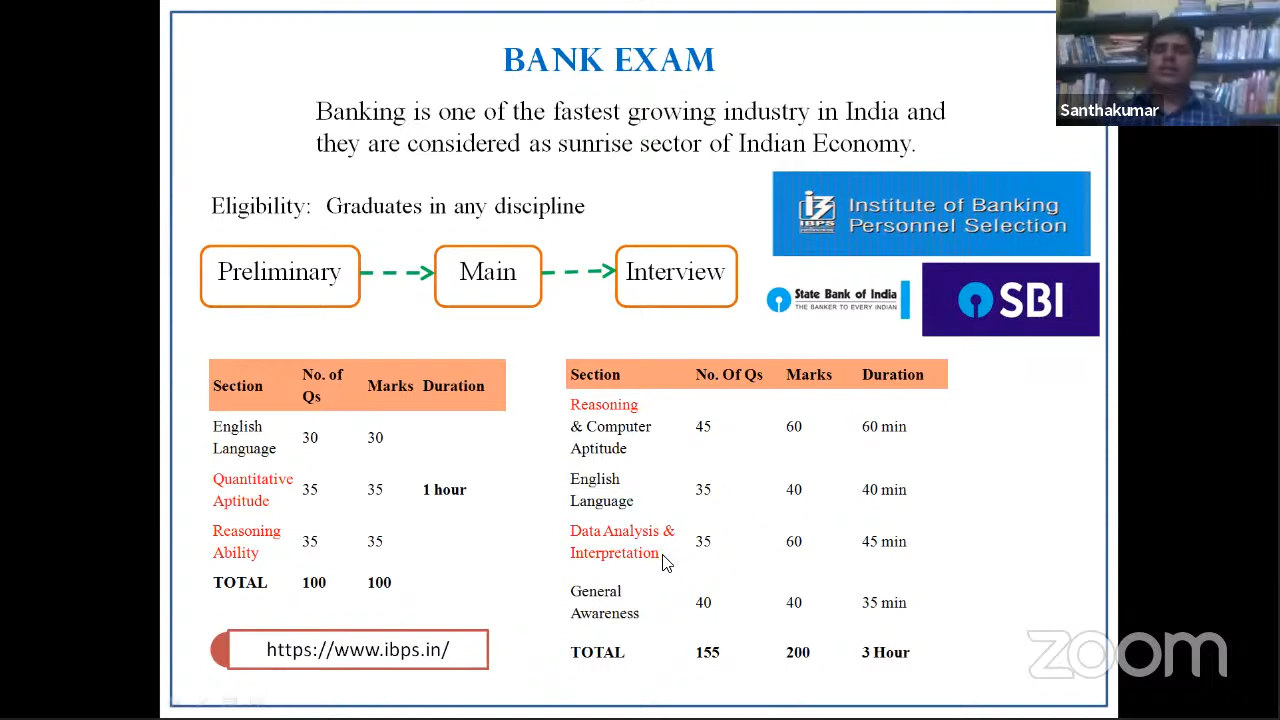 BANK EXAM
Santhakumar
Banking is one of the fastest growing industry in India and
they are considered as sunrise sector of Indian Economy.
Eligibility: Graduates in any discipline
IBPS
Institute of Banking
Personnel Selection
Preliminary
Main
Interview
State Bank of India
THE BANKER TO EVERY INDIAN
SBI
Section No. of Qs Marks Duration
English Language 30 30
Quantitative Aptitude 35 35 1 hour
Reasoning Ability 35 35
TOTAL 100 100
https://www.ibps.in/
Section No. Of Qs Marks Duration
Reasoning & Computer Aptitude 45 60 60 min
English Language 35 40 40 min
Data Analysis & Interpretation 35 60 45 min
General Awareness 40 40 35 min
TOTAL 155 200 3 Hour
zoom